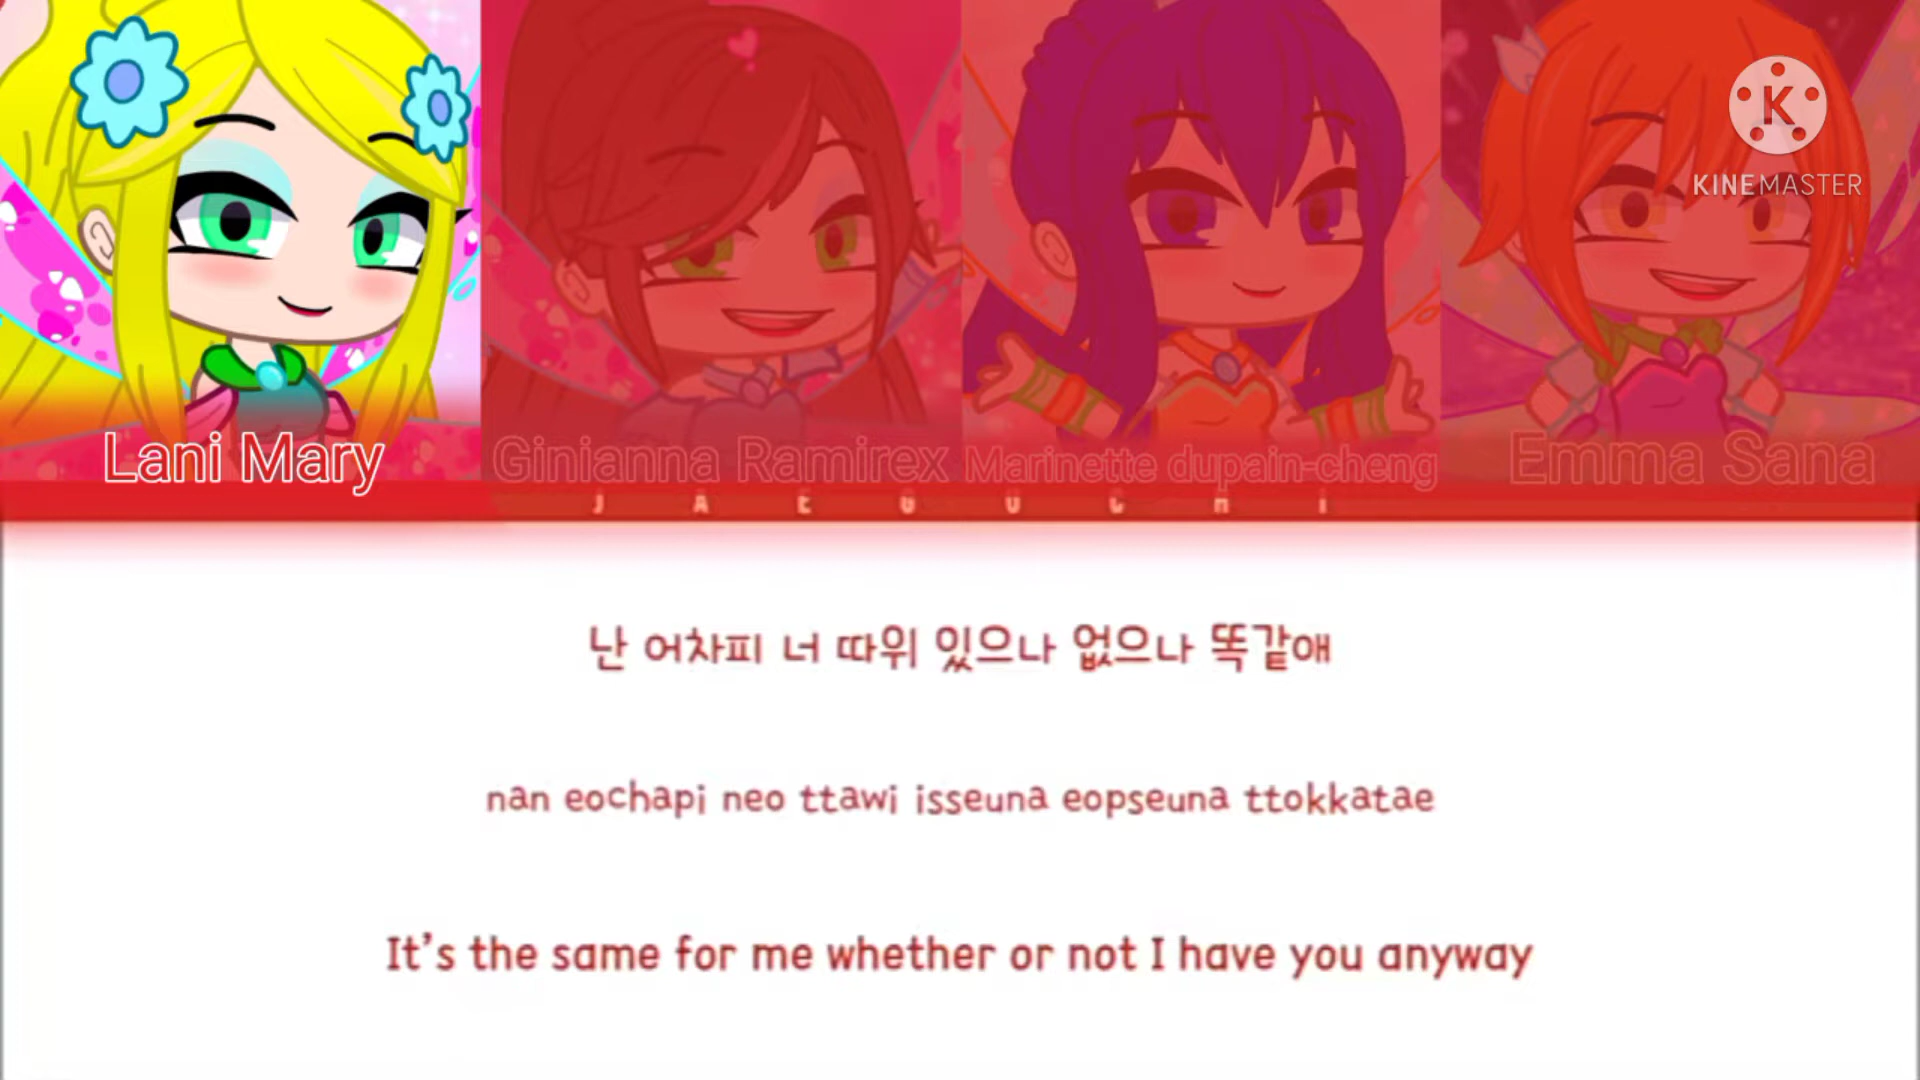 KINEMASTER
Lani Mary
Ginianna Ramirex
Marinette dupain-cheng
Emma Sana
난 어차피 너 따위 있으나 없으나 똑같애
nan eochapi neo ttawi isseuna eopseuna ttokkatae
It's the same for me whether or not I have you anyway